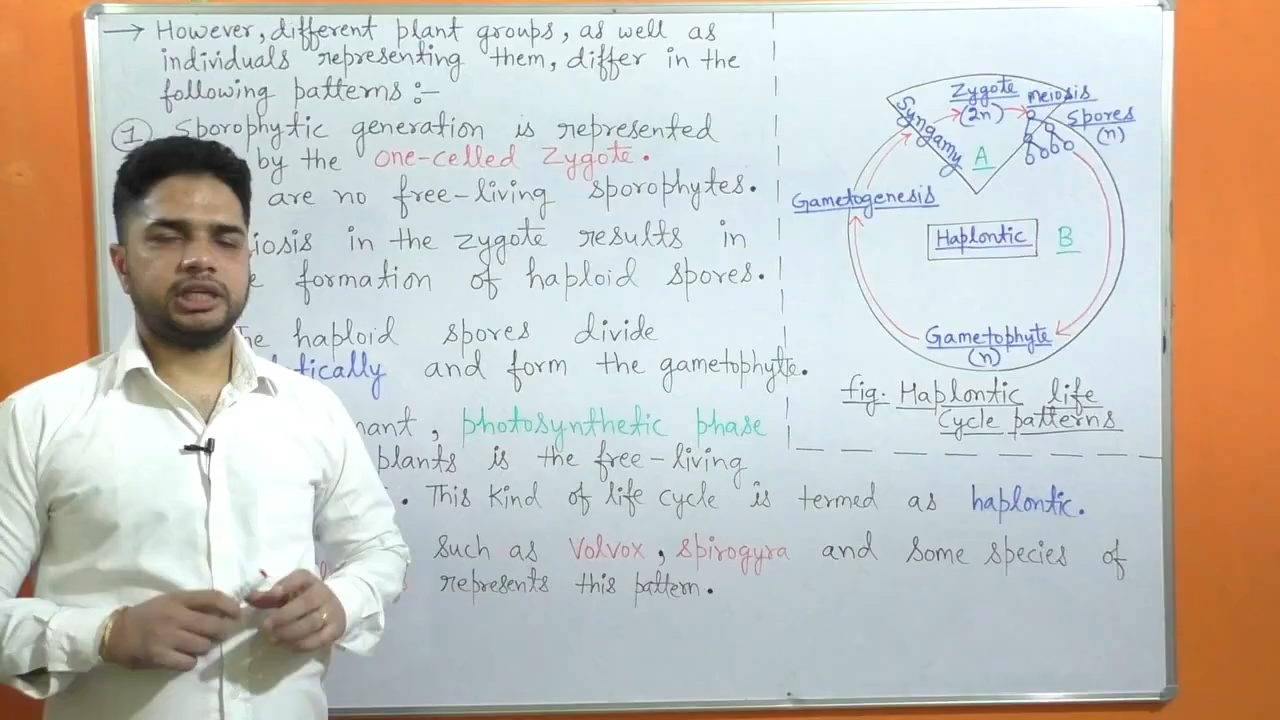 → However, different plant groups, as well as
individuals representing them, differ in the
following patterns :-
1 Sporophytic generation is represented
by the one-celled Zygote.
are no free-living sporophytes.
iosis in the zygote results in
e formation of haploid spores.
he haploid spores divide
tically and form the gametophyte.
nant, photosynthetic phase
plants is the free-living
. This kind of life cycle is termed as haplontic.
such as Volvox, spirogyra and some species of
represents this pattern.
Zygote
(2n)
meiosis
Spores
(n)
Syngamy
A
Gametogenesis
Haplontic
B
Gametophyte
(n)
fig. Haplontic life
Cycle patterns